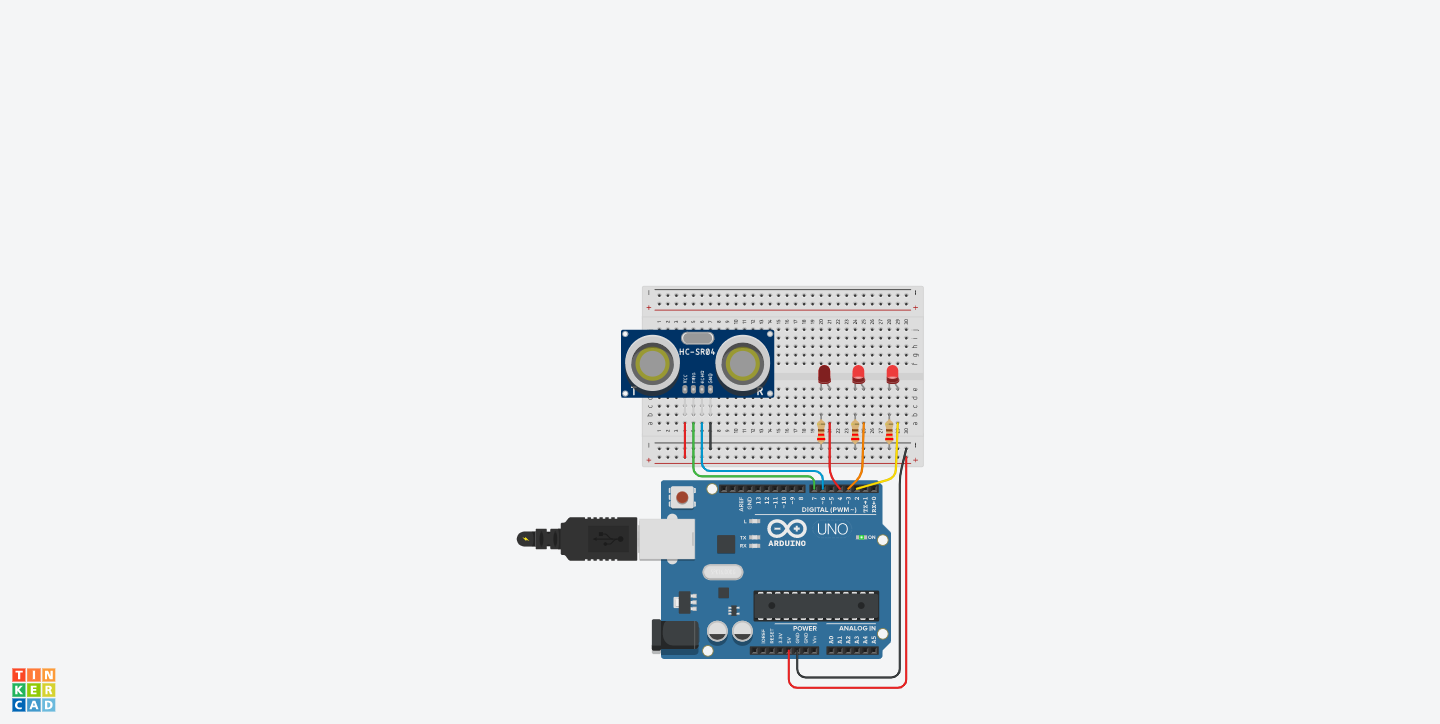 HC-SR04
VCC
TRIG
ECHO
GND
T
R
AREF
GND
13
12
~11
~10
~9
8
7
~6
~5
4
~3
2
TX→1
RX←0
DIGITAL (PWM~)
L
TX
RX
UNO
ARDUINO
ON
POWER
ANALOG IN
IOREF
RESET
3.3V
5V
GND
GND
Vin
A0
A1
A2
A3
A4
A5
TIN
KER
CAD